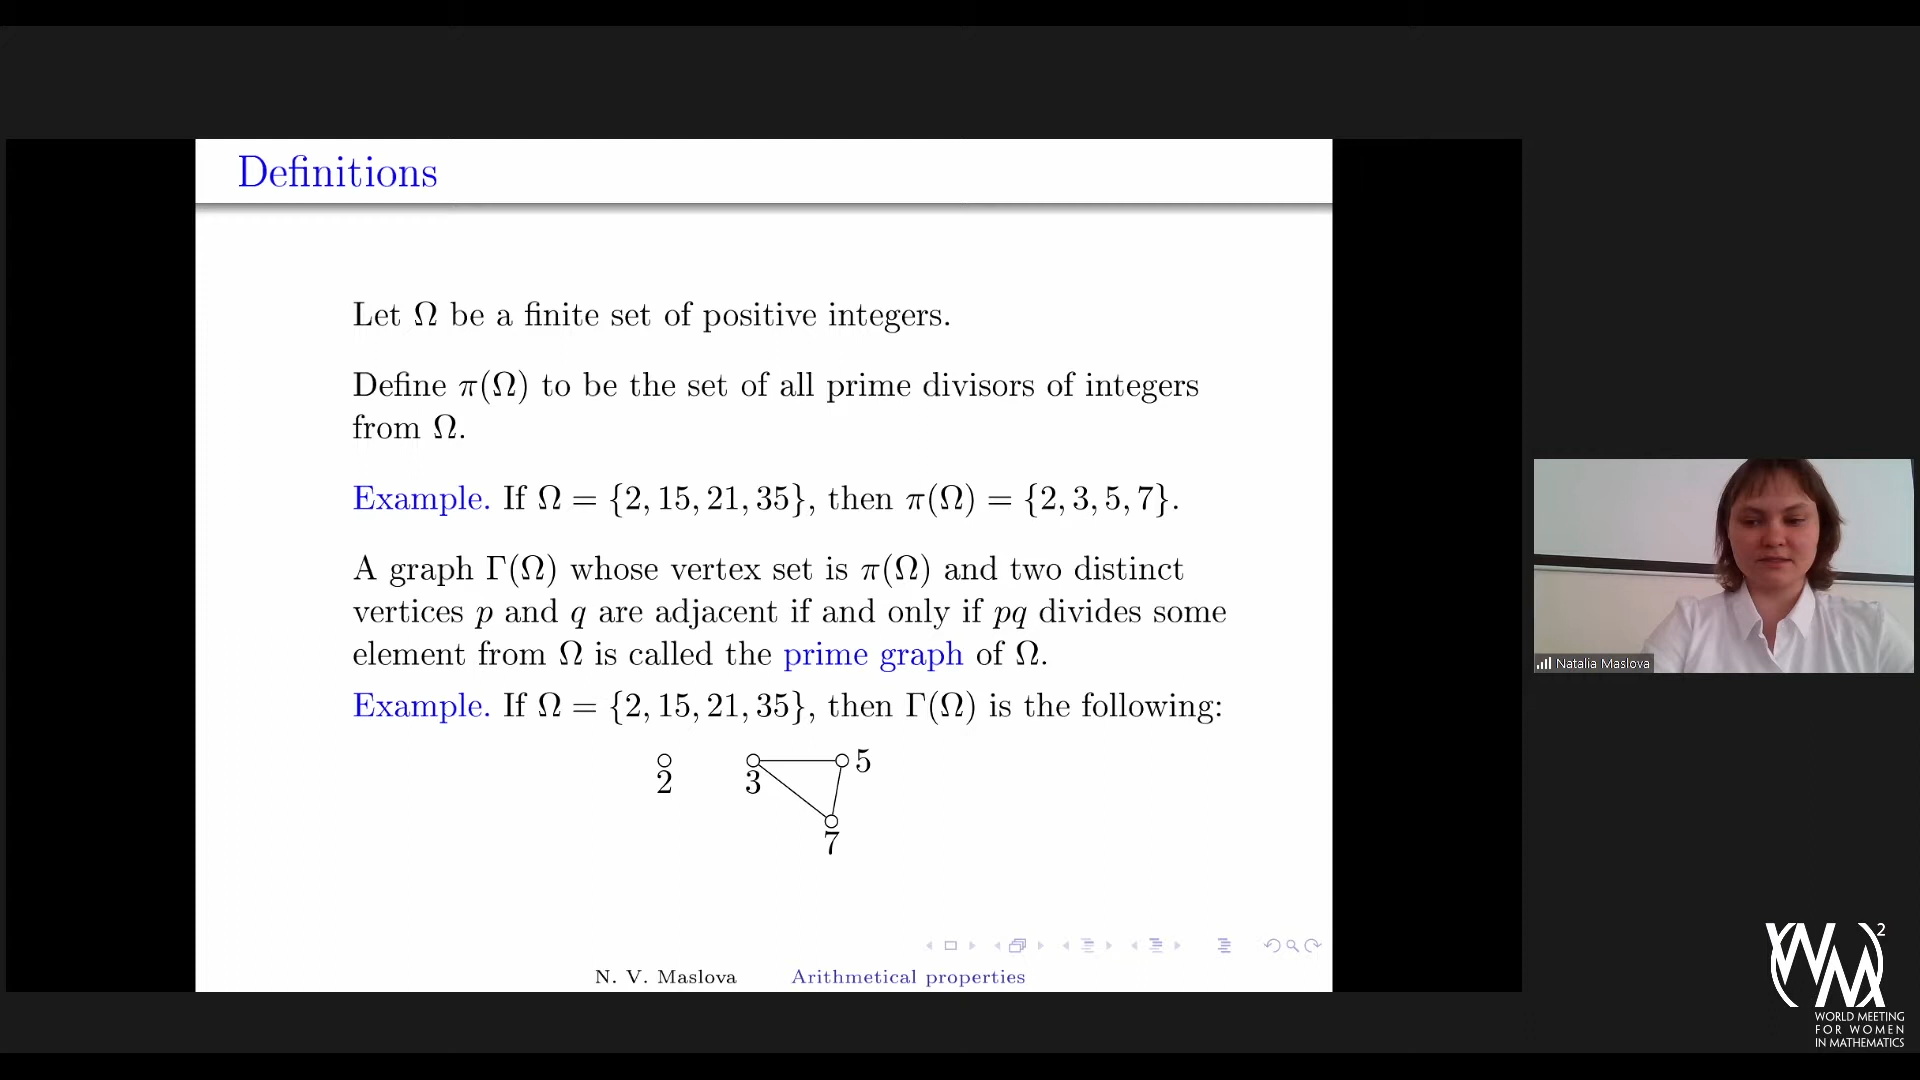 Definitions
Let Ω be a finite set of positive integers.
Define π(Ω) to be the set of all prime divisors of integers
from Ω.
Example. If Ω = {2, 15, 21, 35}, then π(Ω) = {2, 3, 5, 7}.
A graph Γ(Ω) whose vertex set is π(Ω) and two distinct
vertices p and q are adjacent if and only if pq divides some
element from Ω is called the prime graph of Ω.
Example. If Ω = {2, 15, 21, 35}, then Γ(Ω) is the following:
2 3 5
7
N. V. Maslova Arithmetical properties
Natalia Maslova
(WM)²
WORLD MEETING
FOR WOMEN
IN MATHEMATICS